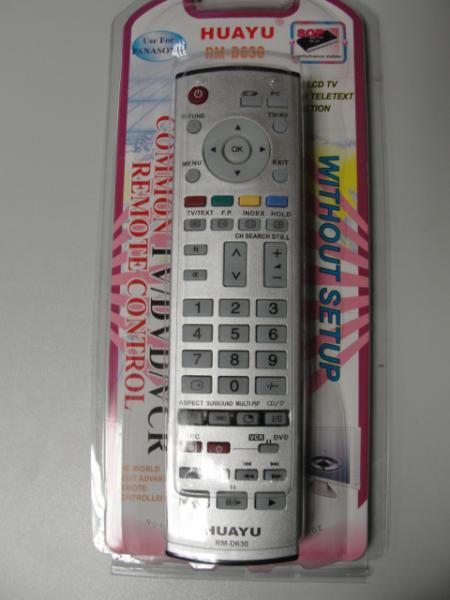 HUAYU®
Use For
PANASONIC
RM-D630
LCD TV
TELETEXT
PC
D-TUNE
TV/AV
OK
MENU
EXIT
TV/TEXT F.P. INDEX HOLD
CH SEARCH STILL
N
1 2 3
4 5 6
7 8 9
0 -/--
ASPECT SURROUND MULTI PIP
VCR DVD
HUAYU
RM-D630
WITHOUT SETUP
COMMON TV/DVD/VCR
REMOTE CONTROL